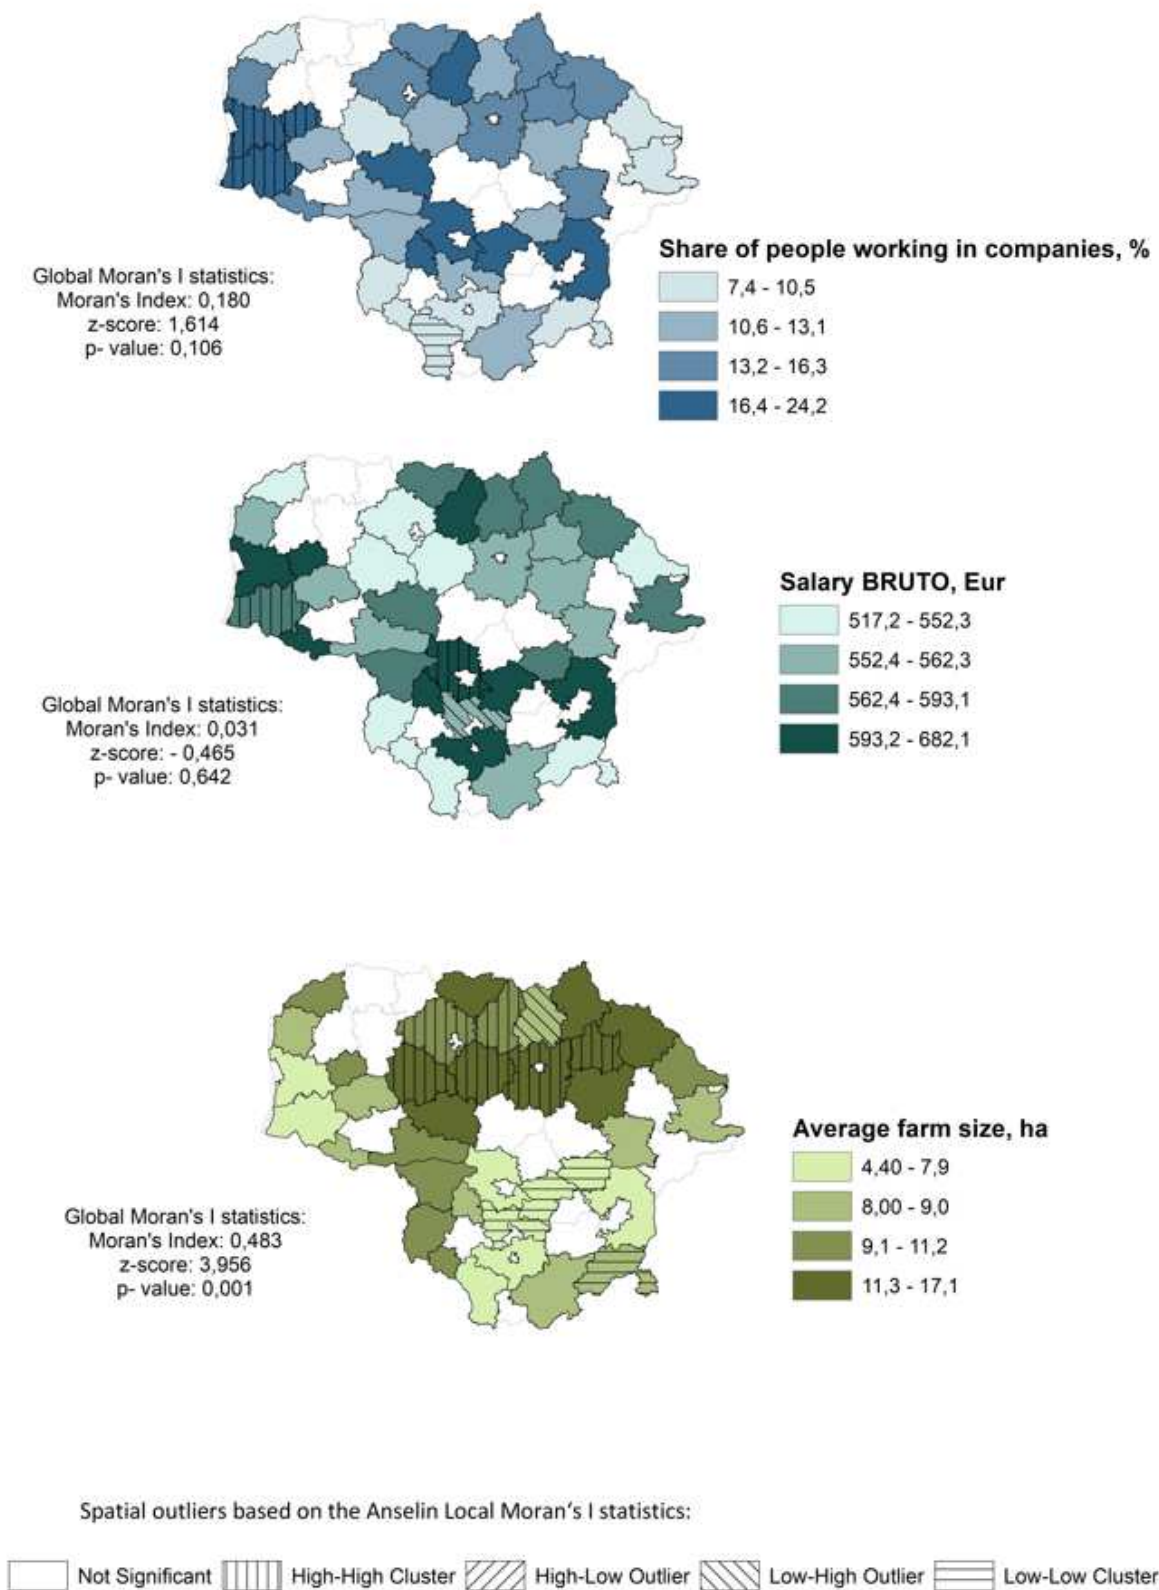 Share of people working in companies, %
7,4 - 10,5
10,6 - 13,1
13,2 - 16,3
16,4 - 24,2
Global Moran's I statistics:
Moran's Index: 0,180
z-score: 1,614
p- value: 0,106
Salary BRUTO, Eur
517,2 - 552,3
552,4 - 562,3
562,4 - 593,1
593,2 - 682,1
Global Moran's I statistics:
Moran's Index: 0,031
z-score: - 0,465
p- value: 0,642
Average farm size, ha
4,40 - 7,9
8,00 - 9,0
9,1 - 11,2
11,3 - 17,1
Global Moran's I statistics:
Moran's Index: 0,483
z-score: 3,956
p- value: 0,001
Spatial outliers based on the Anselin Local Moran‘s I statistics:
Not Significant High-High Cluster High-Low Outlier Low-High Outlier Low-Low Cluster